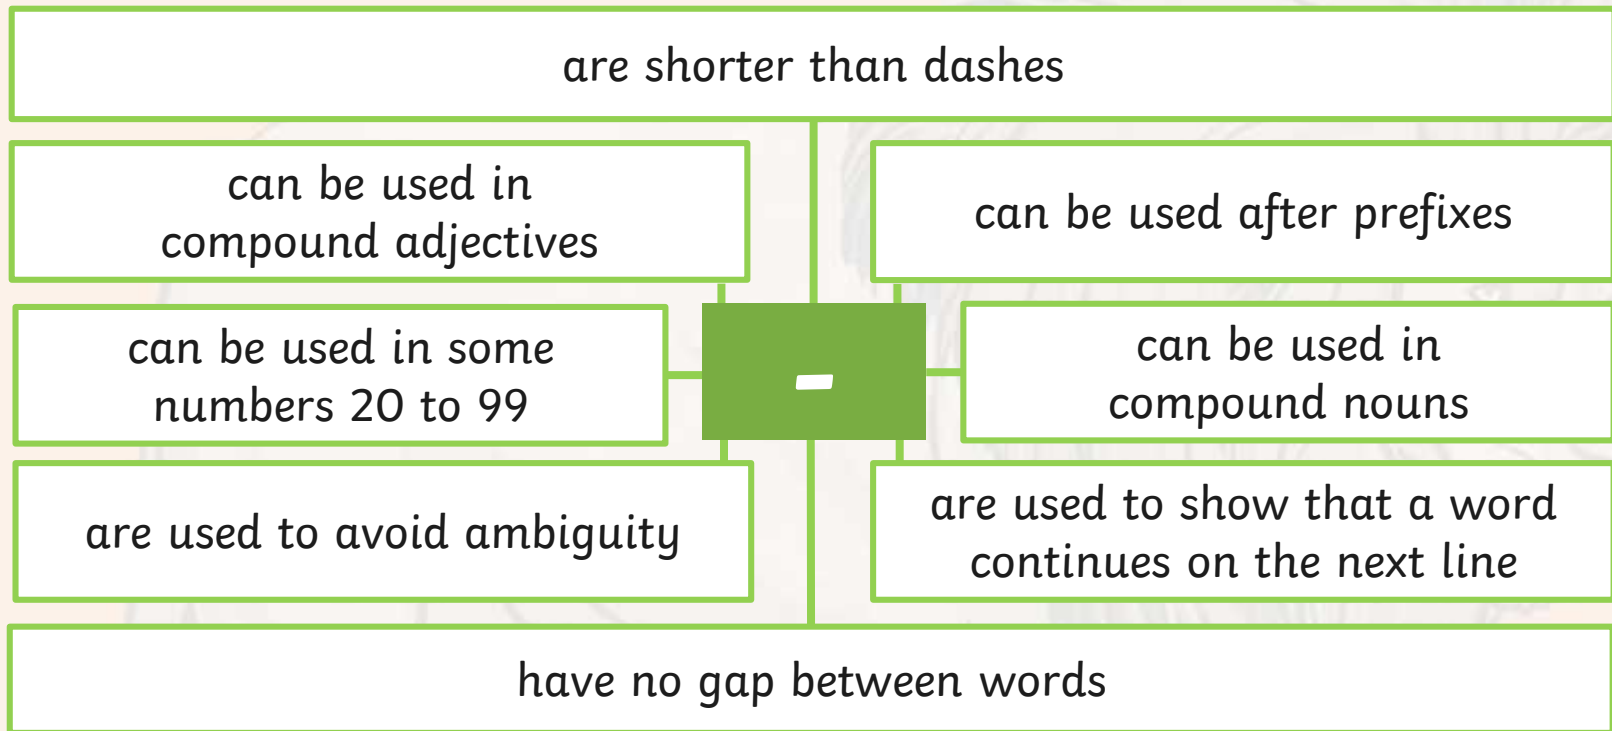 are shorter than dashes
can be used in
compound adjectives
can be used after prefixes
can be used in some
numbers 20 to 99
-
can be used in
compound nouns
are used to avoid ambiguity
are used to show that a word
continues on the next line
have no gap between words